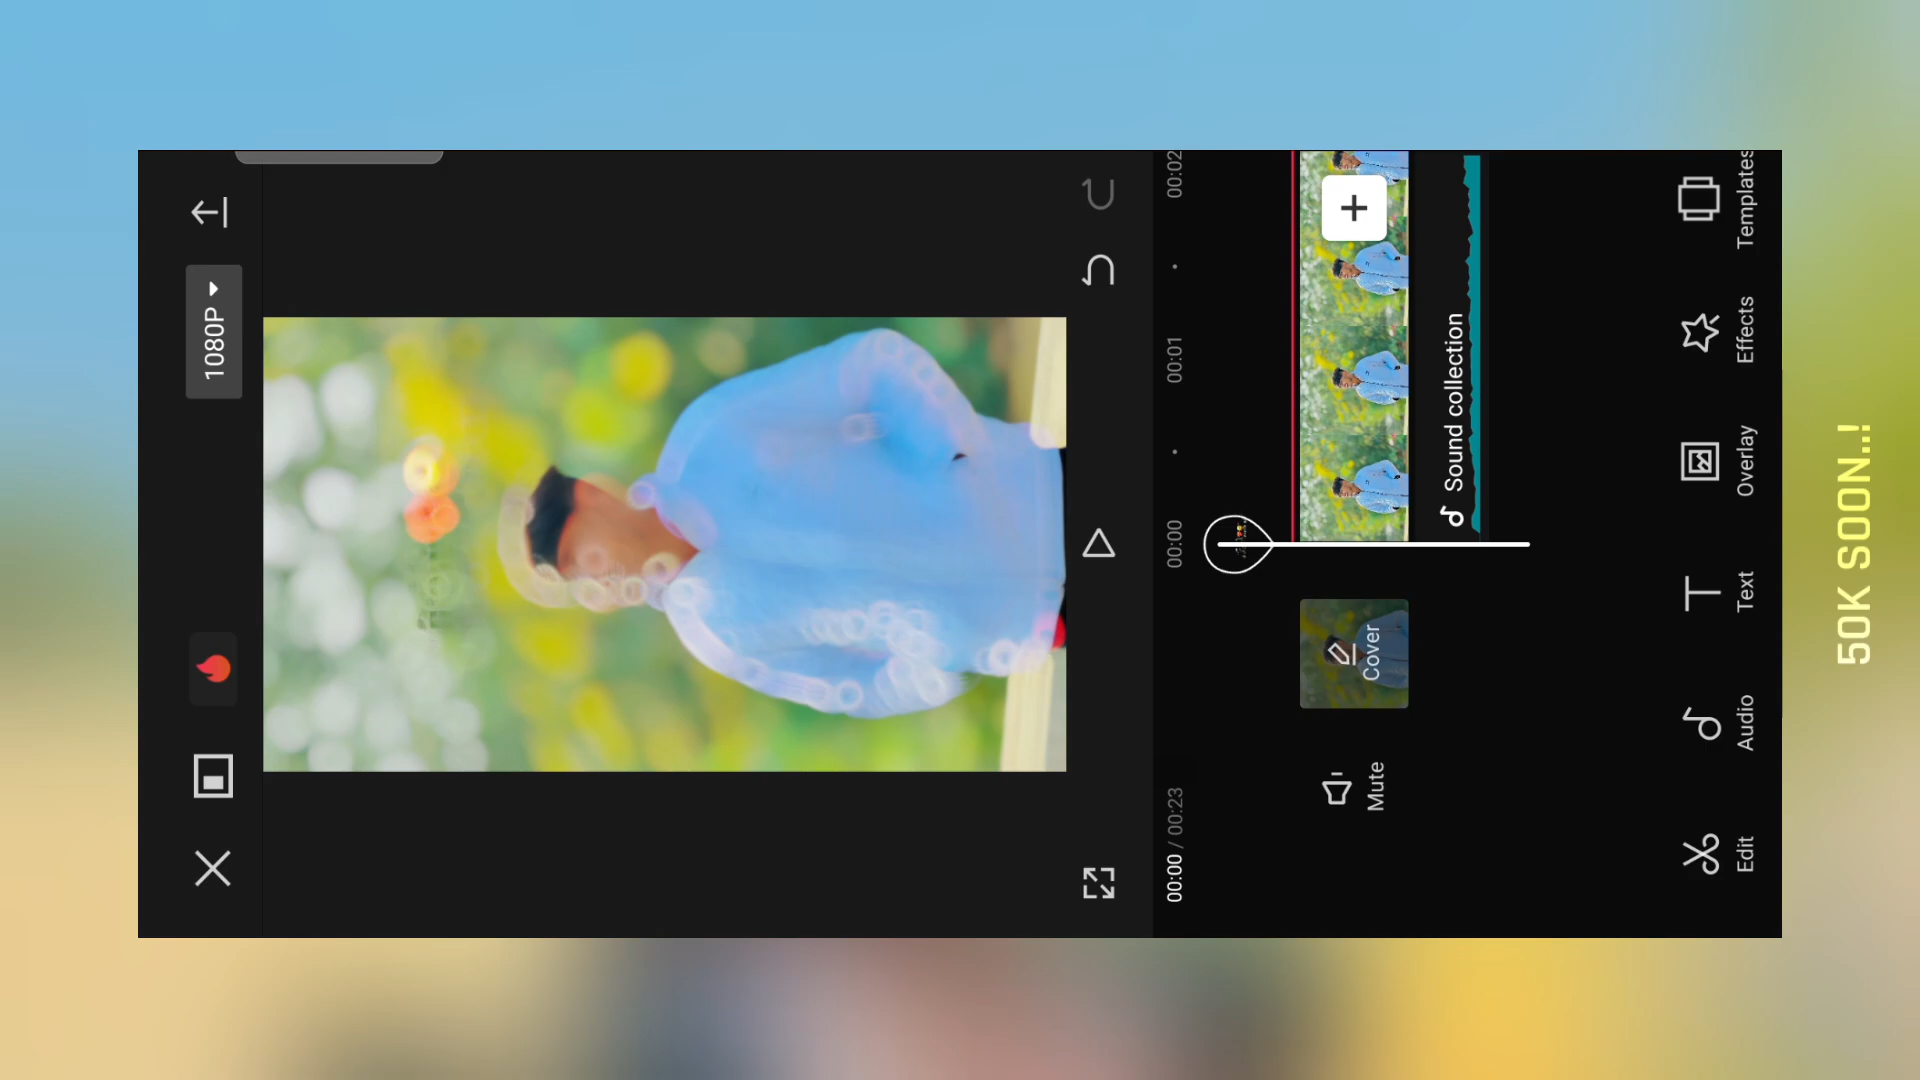 1080P
00:00 / 00:23
00:00
00:01
00:02
Cover
Mute
Sound collection
Edit
Audio
Text
Overlay
Effects
Templates
50K SOON..!